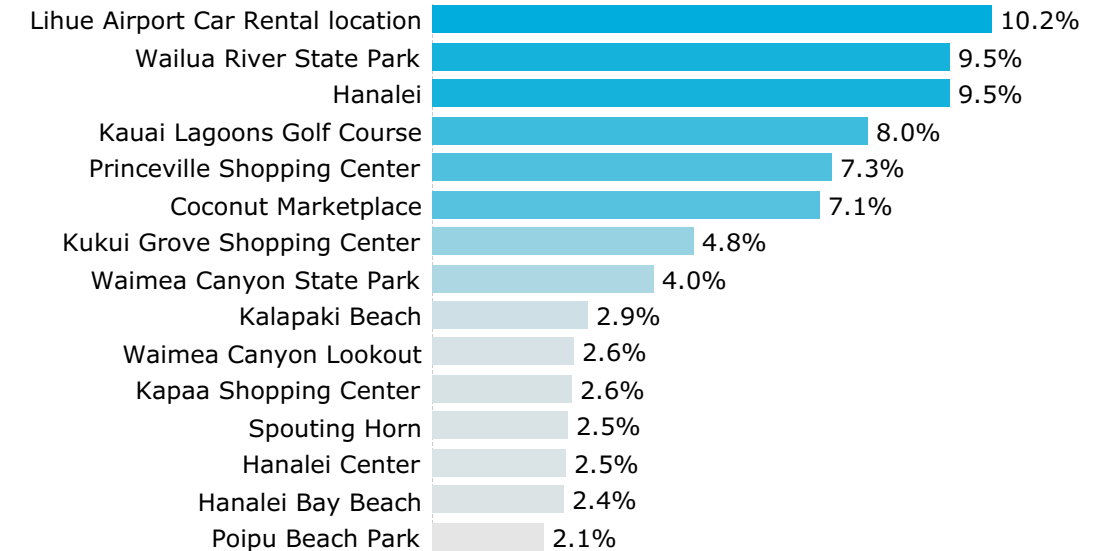 Lihue Airport Car Rental location 10.2%
Wailua River State Park 9.5%
Hanalei 9.5%
Kauai Lagoons Golf Course 8.0%
Princeville Shopping Center 7.3%
Coconut Marketplace 7.1%
Kukui Grove Shopping Center 4.8%
Waimea Canyon State Park 4.0%
Kalapaki Beach 2.9%
Waimea Canyon Lookout 2.6%
Kapaa Shopping Center 2.6%
Spouting Horn 2.5%
Hanalei Center 2.5%
Hanalei Bay Beach 2.4%
Poipu Beach Park 2.1%